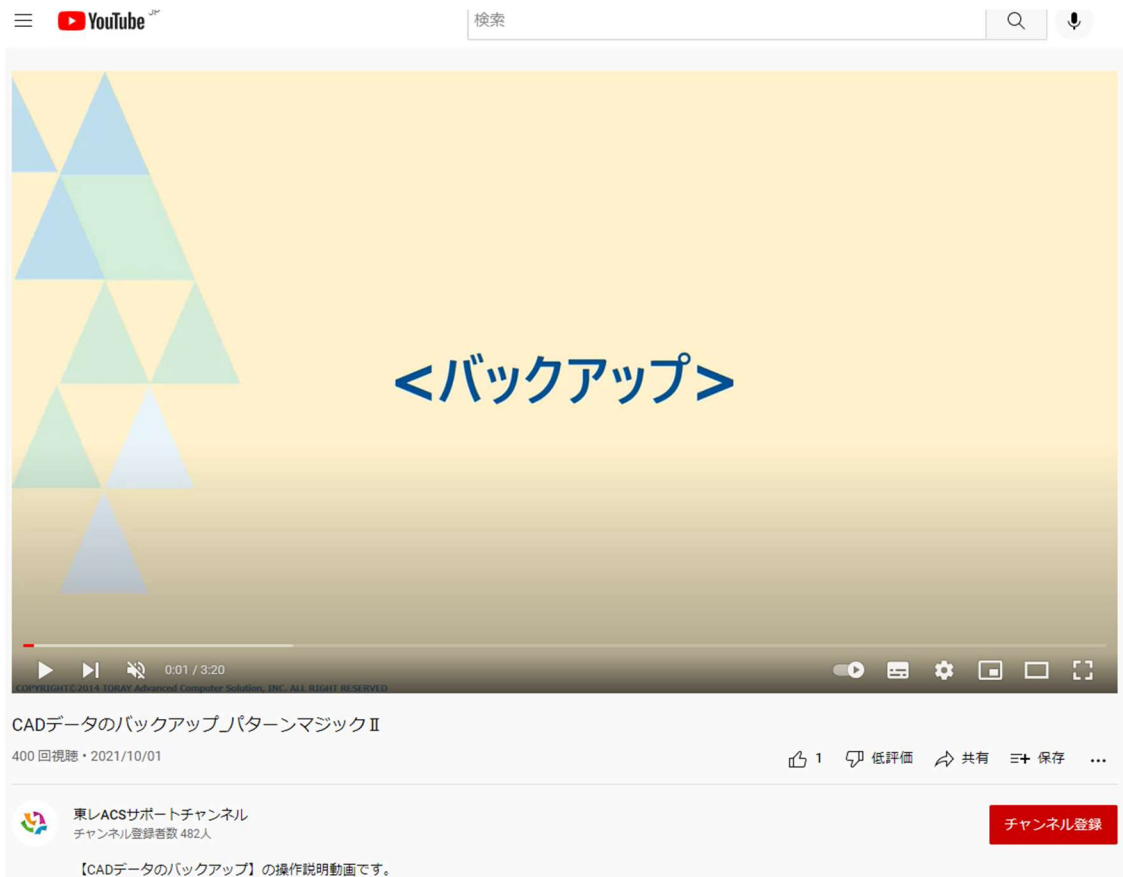 YouTube JP
検索
<バックアップ>
0:01 / 3:20
COPYRIGHT©2014 TORAY Advanced Computer Solution, INC. ALL RIGHT RESERVED
CADデータのバックアップ_パターンマジックⅡ
400 回視聴・2021/10/01
1 低評価 共有 保存
東レACSサポートチャンネル
チャンネル登録者数 482人
チャンネル登録
【CADデータのバックアップ】の操作説明動画です。